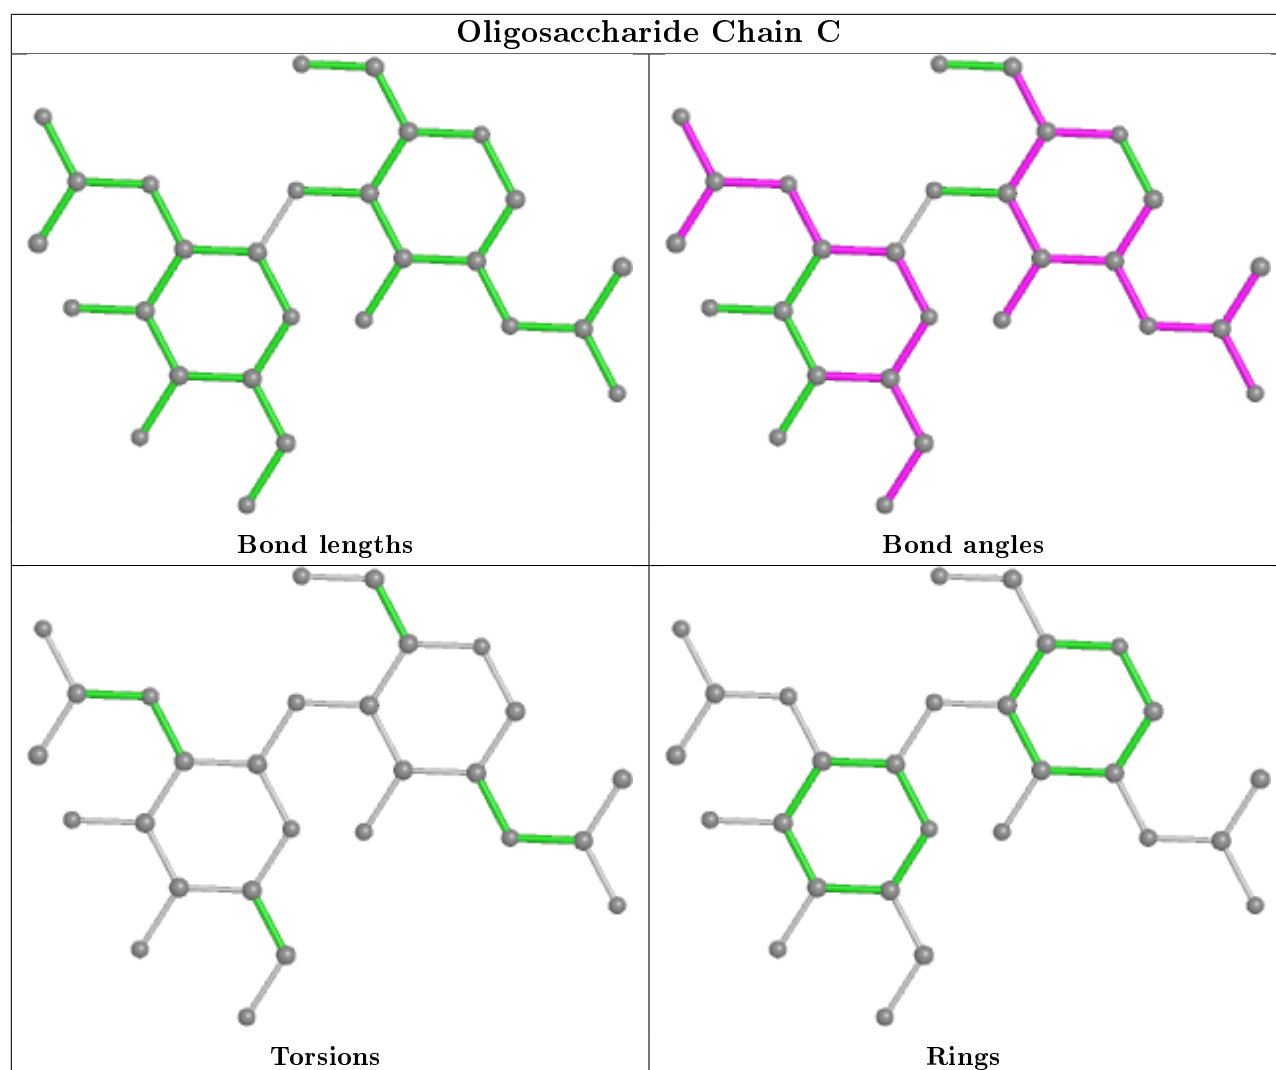 Oligosaccharide Chain C
Bond lengths
Bond angles
Torsions
Rings